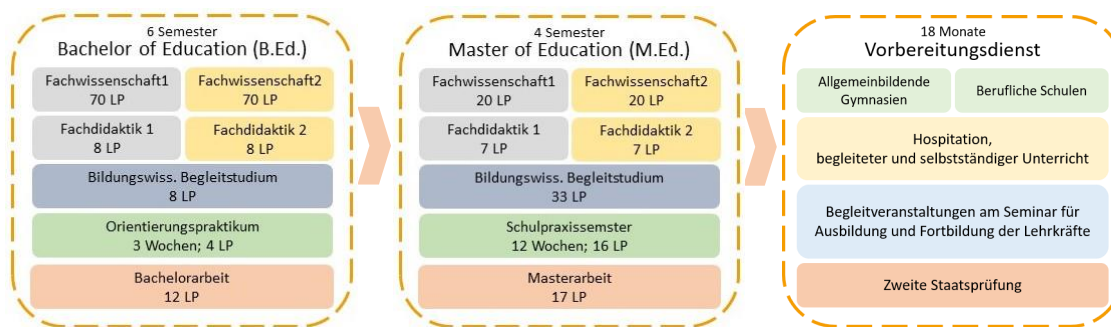 6 Semester
Bachelor of Education (B.Ed.)
Fachwissenschaft1
70 LP
Fachwissenschaft2
70 LP
Fachdidaktik 1
8 LP
Fachdidaktik 2
8 LP
Bildungswiss. Begleitstudium
8 LP
Orientierungspraktikum
3 Wochen; 4 LP
Bachelorarbeit
12 LP
4 Semester
Master of Education (M.Ed.)
Fachwissenschaft1
20 LP
Fachwissenschaft2
20 LP
Fachdidaktik 1
7 LP
Fachdidaktik 2
7 LP
Bildungswiss. Begleitstudium
33 LP
Schulpraxissemster
12 Wochen; 16 LP
Masterarbeit
17 LP
18 Monate
Vorbereitungsdienst
Allgemeinbildende
Gymnasien
Berufliche Schulen
Hospitation,
begleiteter und selbstständiger Unterricht
Begleitveranstaltungen am Seminar für
Ausbildung und Fortbildung der Lehrkräfte
Zweite Staatsprüfung